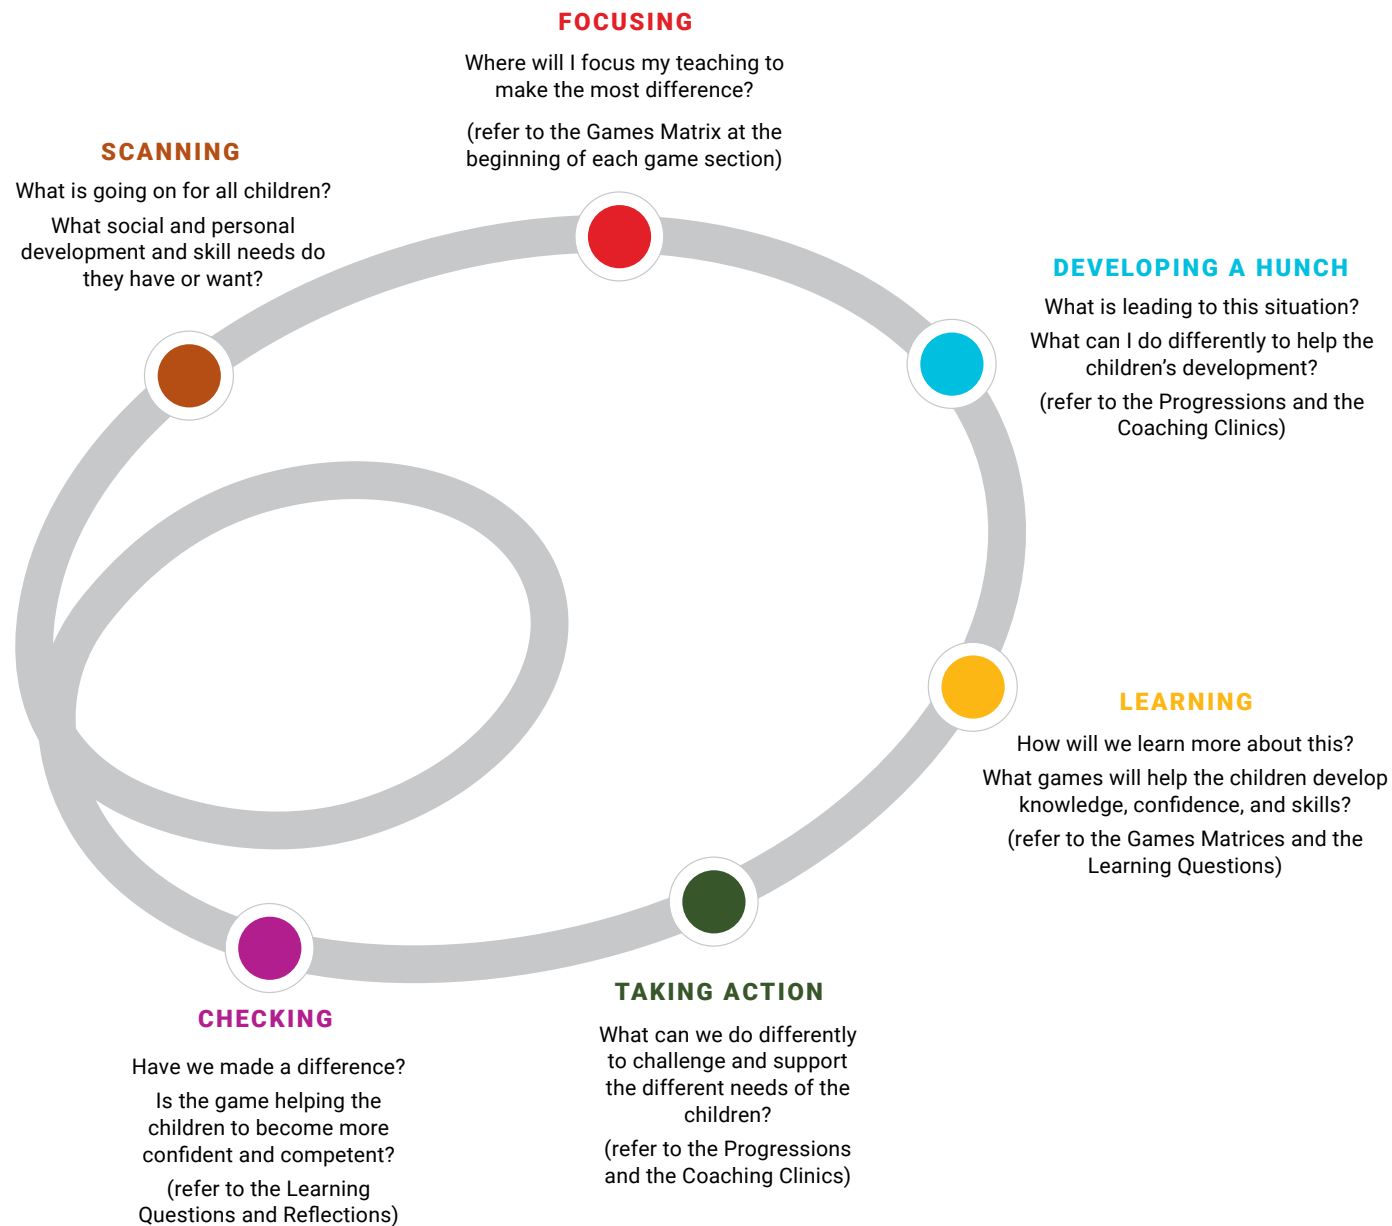 FOCUSING
Where will I focus my teaching to
make the most difference?
(refer to the Games Matrix at the
beginning of each game section)
SCANNING
What is going on for all children?
What social and personal
development and skill needs do
they have or want?
DEVELOPING A HUNCH
What is leading to this situation?
What can I do differently to help the
children’s development?
(refer to the Progressions and the
Coaching Clinics)
LEARNING
How will we learn more about this?
What games will help the children develop
knowledge, confidence, and skills?
(refer to the Games Matrices and the
Learning Questions)
TAKING ACTION
What can we do differently
to challenge and support
the different needs of the
children?
(refer to the Progressions
and the Coaching Clinics)
CHECKING
Have we made a difference?
Is the game helping the
children to become more
confident and competent?
(refer to the Learning
Questions and Reflections)